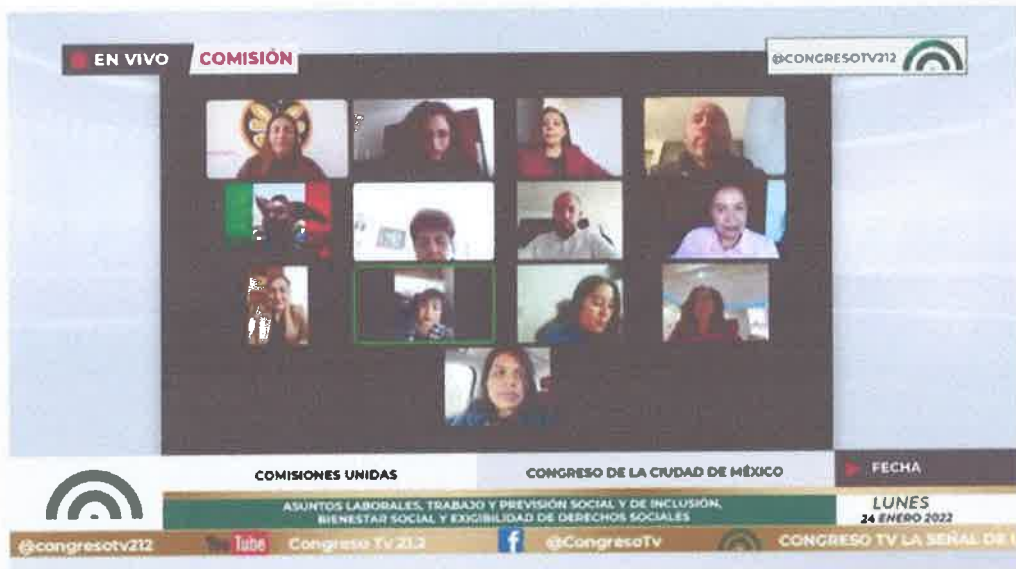 EN VIVO COMISIÓN
@CONGRESOTV212
COMISIONES UNIDAS
CONGRESO DE LA CIUDAD DE MÉXICO
FECHA
ASUNTOS LABORALES, TRABAJO Y PREVISIÓN SOCIAL Y DE INCLUSIÓN,
BIENESTAR SOCIAL Y EXIGIBILIDAD DE DERECHOS SOCIALES
LUNES
24 ENERO 2022
@congresotv212 You Tube Congreso Tv 21.2 f @CongresoTv CONGRESO TV LA SEÑAL DE